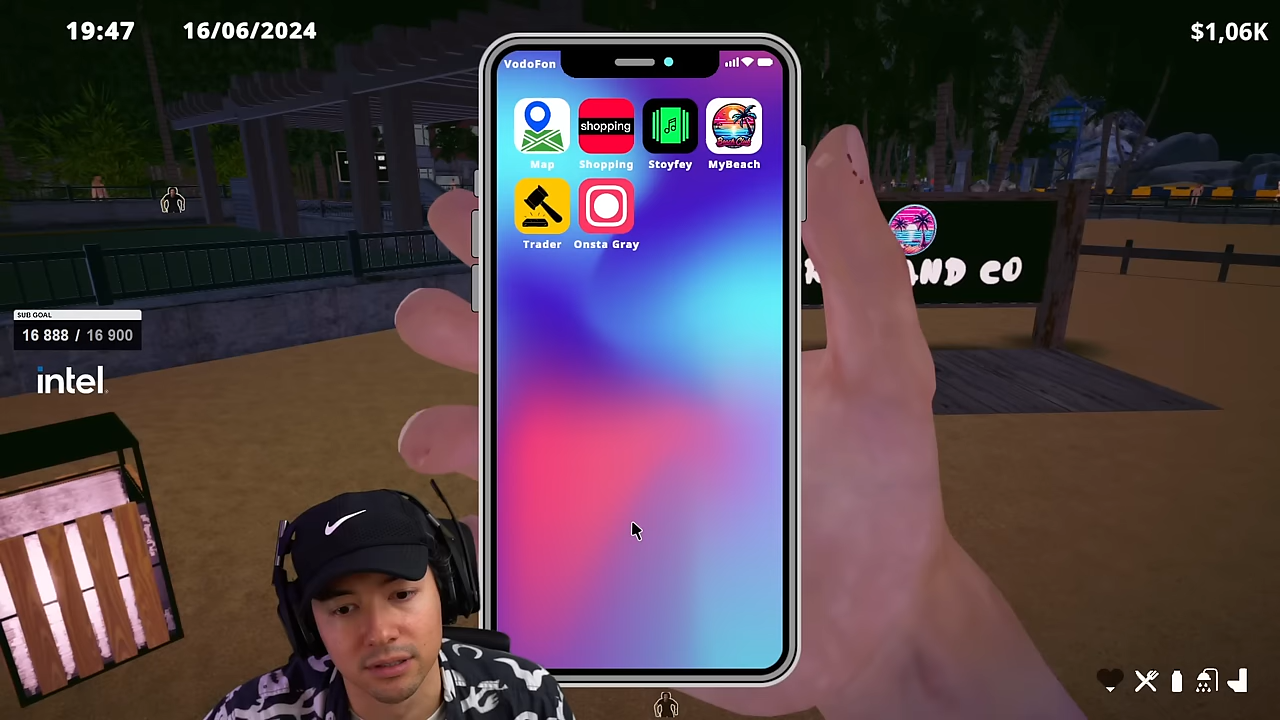 19:47
16/06/2024
$1,06K
VodoFon
shopping
Map
Shopping
Stoyfey
MyBeach
Trader
Onsta Gray
AND CO
SUB GOAL
16 888 / 16 900
intel